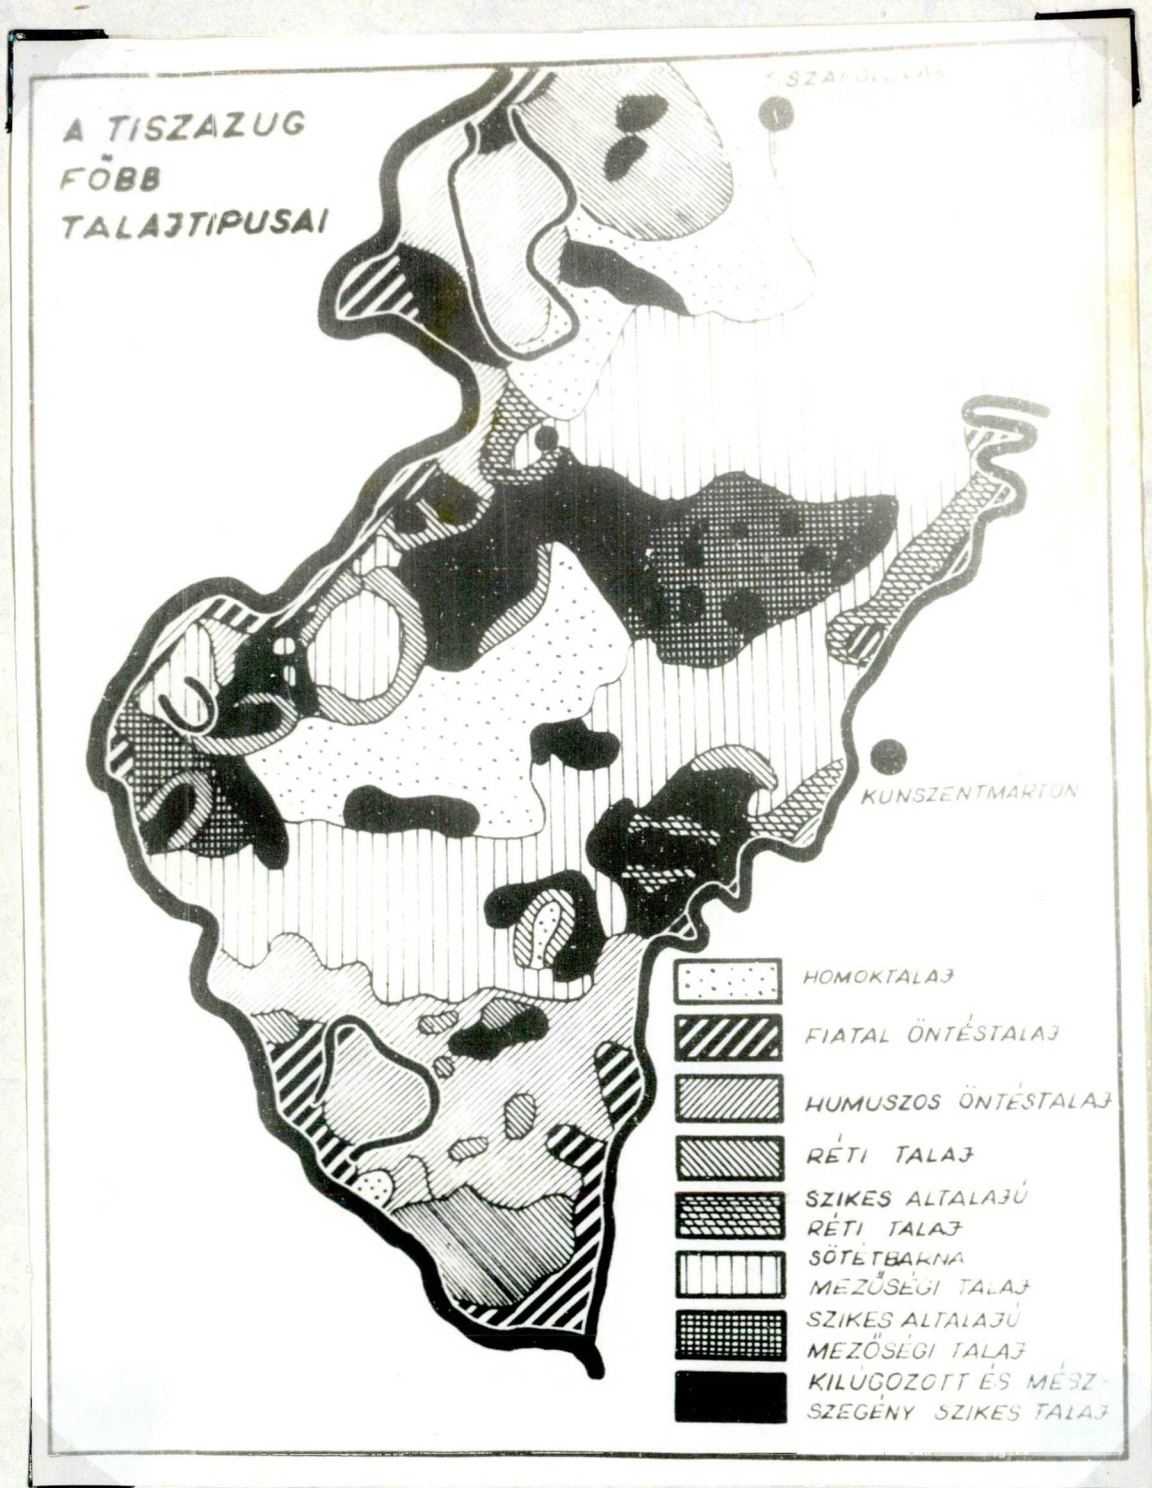 A TISZAZUG
FŐBB
TALAJTIPUSAI
KUNSZENTMÁRTON
HOMOKTALAJ
FIATAL ÖNTÉSTALAJ
HUMUSZOS ÖNTÉSTALAJ
RÉTI TALAJ
SZIKES ALTALAJÚ
RÉTI TALAJ
SÖTÉTBARNA
MEZŐSÉGI TALAJ
SZIKES ALTALAJÚ
MEZŐSÉGI TALAJ
KILÚGOZOTT ÉS MÉSZ-
SZEGÉNY SZIKES TALAJ